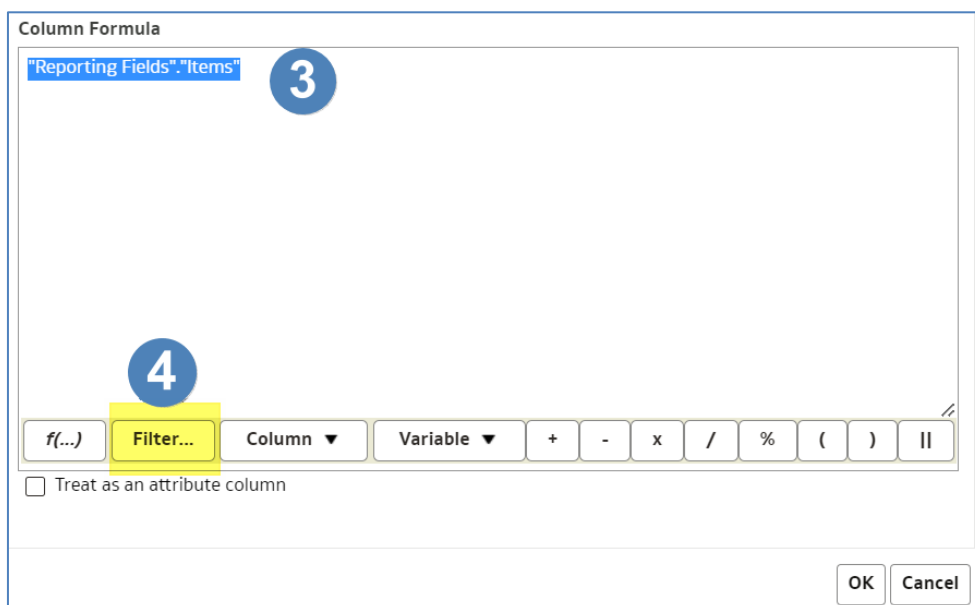 Column Formula
"Reporting Fields"."Items"
3
4
f(...) Filter... Column ▼ Variable ▼ + - x / % ( ) ||
Treat as an attribute column
OK Cancel